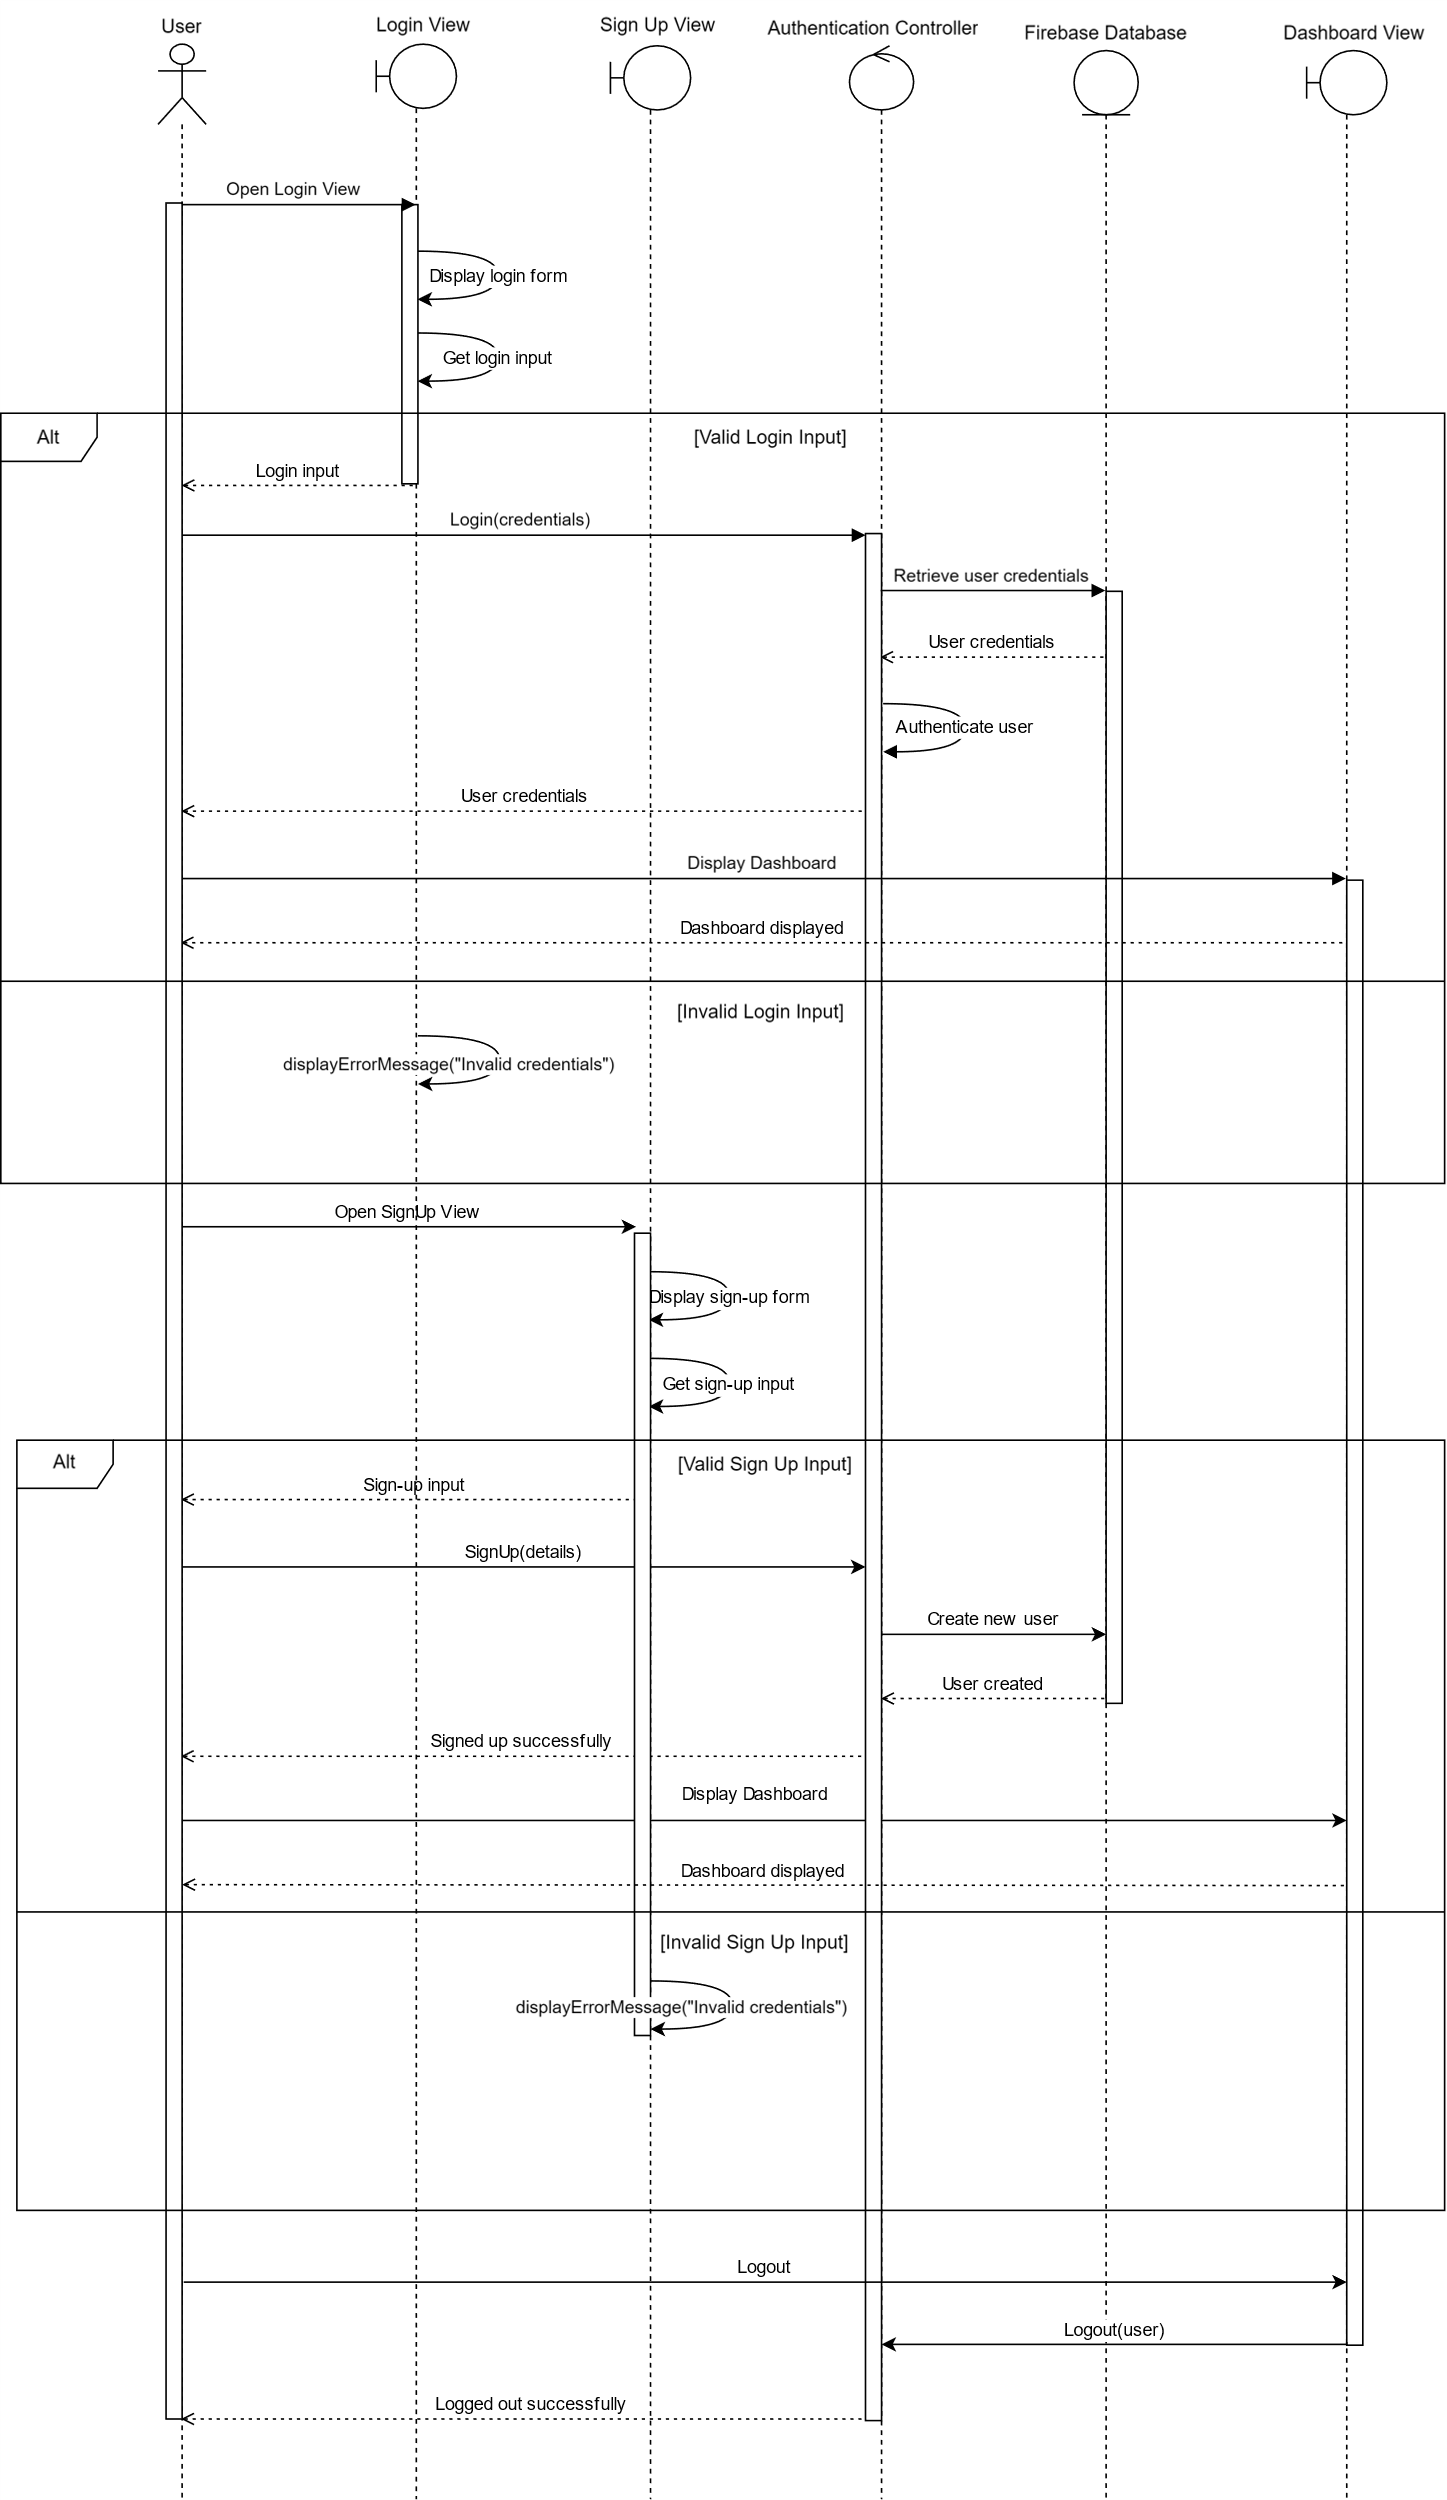 User
Login View
Sign Up View
Authentication Controller
Firebase Database
Dashboard View
Open Login View
Display login form
Get login input
Alt
[Valid Login Input]
Login input
Login(credentials)
Retrieve user credentials
User credentials
Authenticate user
User credentials
Display Dashboard
Dashboard displayed
[Invalid Login Input]
displayErrorMessage("Invalid credentials")
Open SignUp View
Display sign-up form
Get sign-up input
Alt
[Valid Sign Up Input]
Sign-up input
SignUp(details)
Create new user
User created
Signed up successfully
Display Dashboard
Dashboard displayed
[Invalid Sign Up Input]
displayErrorMessage("Invalid credentials")
Logout
Logout(user)
Logged out successfully